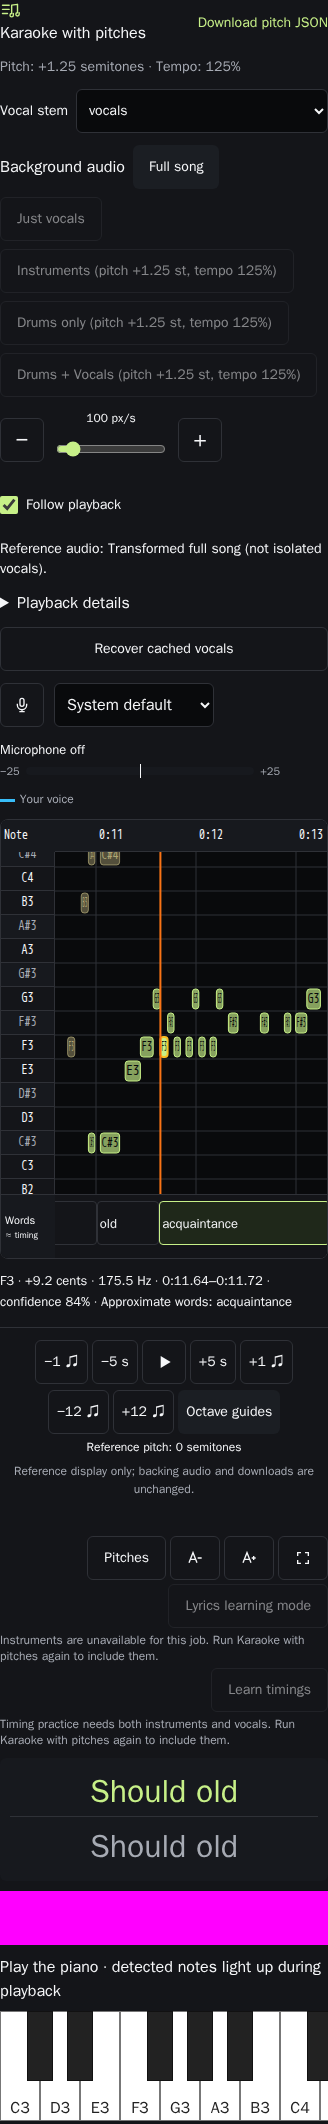 Karaoke with pitches
Download pitch JSON
Pitch: +1.25 semitones · Tempo: 125%
Vocal stem
vocals
Background audio
Full song
Just vocals
Instruments (pitch +1.25 st, tempo 125%)
Drums only (pitch +1.25 st, tempo 125%)
Drums + Vocals (pitch +1.25 st, tempo 125%)
100 px/s
−
+
Follow playback
Reference audio: Transformed full song (not isolated
vocals).
Playback details
Recover cached vocals
System default
Microphone off
−25
+25
Your voice
Note
0:11
0:12
0:13
C#4
C#4
C4
B3
A#3
A3
G#3
G3
G3
F#3
F#3
F3
F3
E3
E3
D#3
D3
C#3
C#3
C3
B2
Words
≈ timing
old
acquaintance
F3 · +9.2 cents · 175.5 Hz · 0:11.64–0:11.72 ·
confidence 84% · Approximate words: acquaintance
−1 ♫
−5 s
+5 s
+1 ♫
−12 ♫
+12 ♫
Octave guides
Reference pitch: 0 semitones
Reference display only; backing audio and downloads are
unchanged.
Pitches
A-
A+
Lyrics learning mode
Instruments are unavailable for this job. Run Karaoke with
pitches again to include them.
Learn timings
Timing practice needs both instruments and vocals. Run
Karaoke with pitches again to include them.
Should old
Should old
Play the piano · detected notes light up during
playback
C3
D3
E3
F3
G3
A3
B3
C4